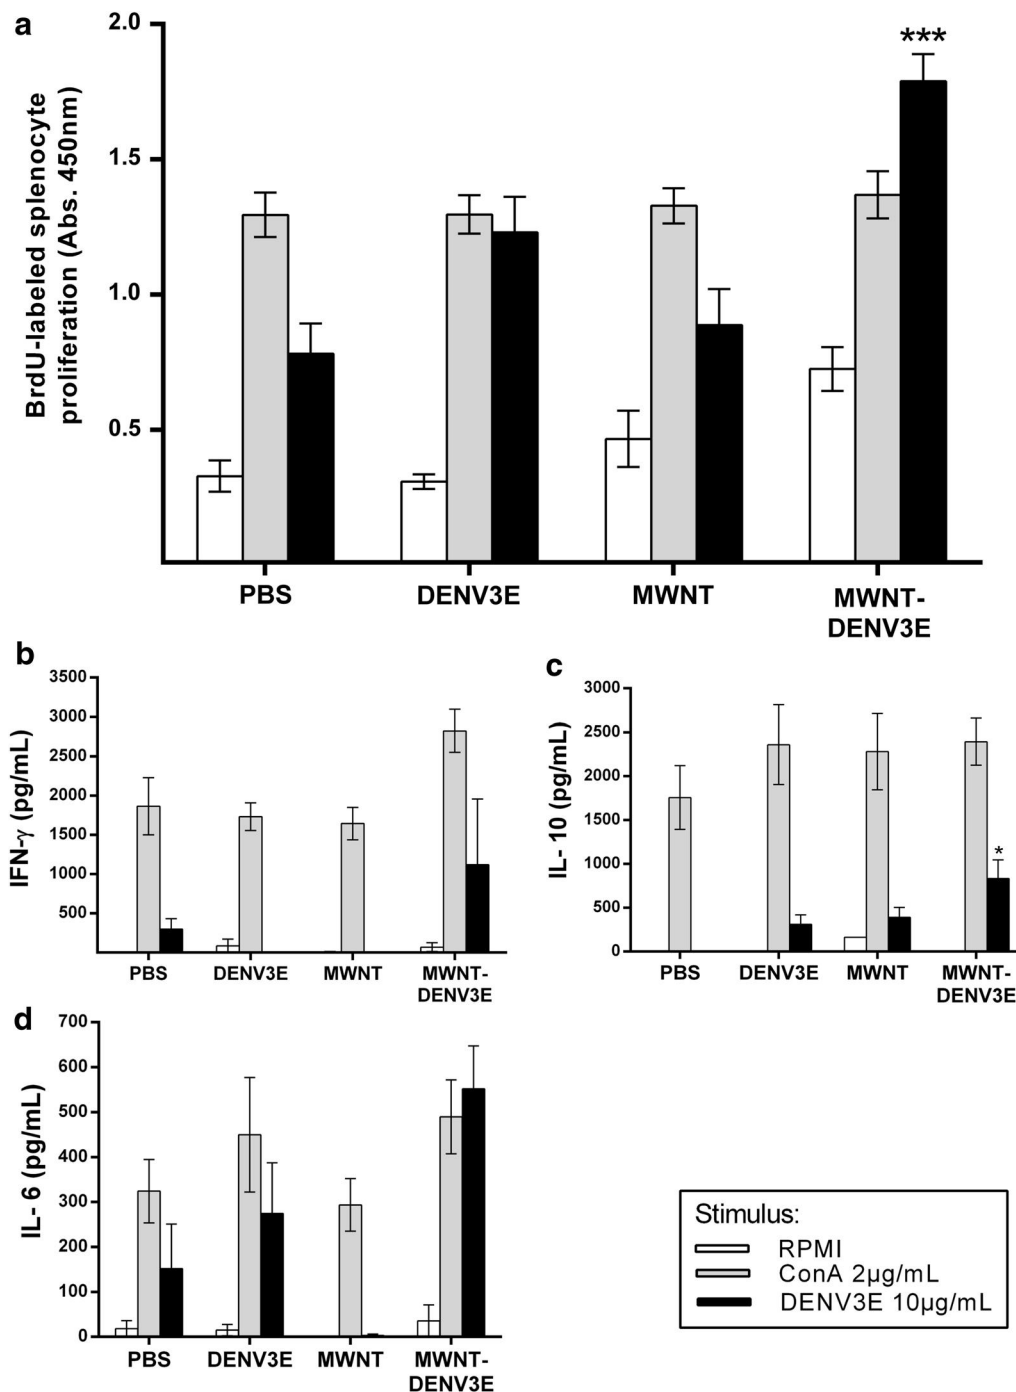 a
2.0
1.5
1.0
0.5
BrdU-labeled splenocyte
proliferation (Abs. 450nm)
***
PBS
DENV3E
MWNT
MWNT-
DENV3E
b
3500
3000
2500
2000
1500
1000
500
IFN-γ (pg/mL)
PBS
DENV3E
MWNT
MWNT-
DENV3E
c
3000
2500
2000
1500
1000
500
0
IL- 10 (pg/mL)
*
PBS
DENV3E
MWNT
MWNT-
DENV3E
d
700
600
500
400
300
200
100
0
IL- 6 (pg/mL)
PBS
DENV3E
MWNT
MWNT-
DENV3E
Stimulus:
RPMI
ConA 2µg/mL
DENV3E 10µg/mL